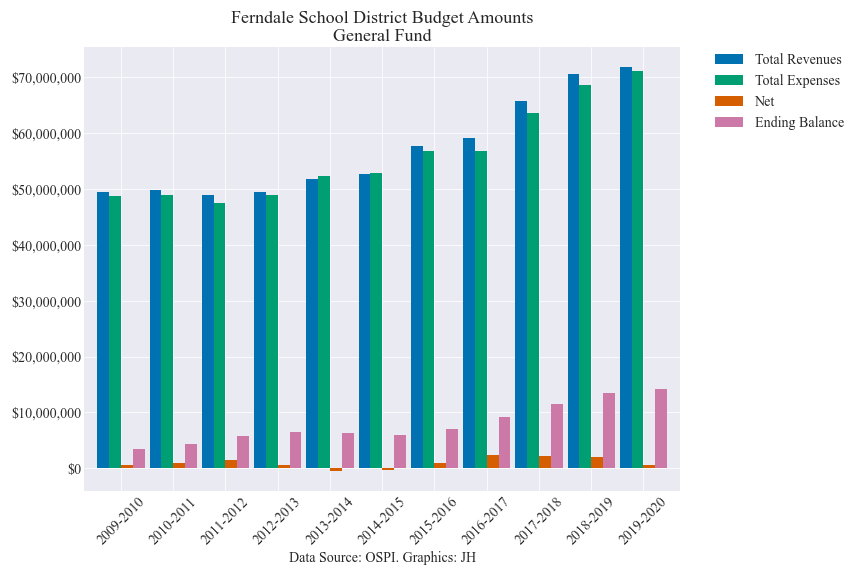 Ferndale School District Budget Amounts
General Fund
Total Revenues
Total Expenses
Net
Ending Balance
$70,000,000
$60,000,000
$50,000,000
$40,000,000
$30,000,000
$20,000,000
$10,000,000
$0
2009-2010
2010-2011
2011-2012
2012-2013
2013-2014
2014-2015
2015-2016
2016-2017
2017-2018
2018-2019
2019-2020
Data Source: OSPI. Graphics: JH